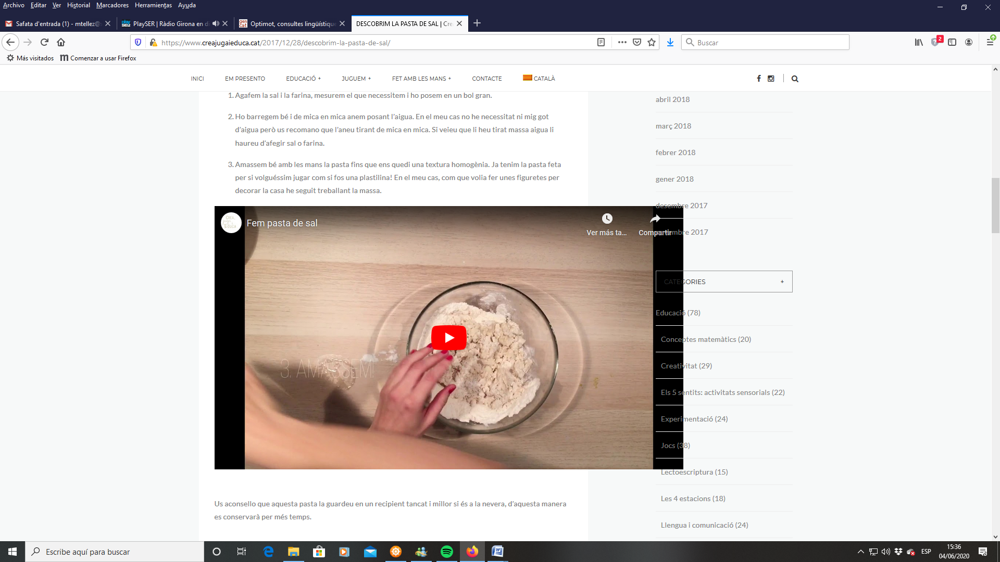 Archivo Editar Ver Historial Marcadores Herramientas Ayuda
Safata d'entrada (1) - mtellez@
PlaySER | Ràdio Girona en di
Optimot, consultes lingüístique
DESCOBRIM LA PASTA DE SAL | Cre
https://www.creajugaieduca.cat/2017/12/28/descobrim-la-pasta-de-sal/
Buscar
2
Más visitados
Comenzar a usar Firefox
INICI
EM PRESENTO
EDUCACIÓ +
JUGUEM +
FET AMB LES MANS +
CONTACTE
CATALÀ
1. Agafem la sal i la farina, mesurem el que necessitem i ho posem en un bol gran.
2. Ho barregem bé i de mica en mica anem posant l'aigua. En el meu cas no he necessitat ni mig got
d'aigua però us recomano que l'aneu tirant de mica en mica. Si veieu que li heu tirat massa aigua li
haureu d'afegir sal o farina.
3. Amassem bé amb les mans la pasta fins que ens quedi una textura homogènia. Ja tenim la pasta feta
per si volguéssim jugar com si fos una plastilina! En el meu cas, com que volia fer unes figuretes per
decorar la casa he seguit treballant la massa.
Fem pasta de sal
Ver más ta...
Compartir
3. AMASSEM!
Us aconsello que aquesta pasta la guardeu en un recipient tancat i millor si és a la nevera, d'aquesta manera
es conservarà per més temps.
abril 2018
març 2018
febrer 2018
gener 2018
desembre 2017
novembre 2017
CATEGORIES +
Educació (78)
Conceptes matemàtics (20)
Creativitat (29)
Els 5 sentits: activitats sensorials (22)
Experimentació (24)
Jocs (38)
Lectoescriptura (15)
Les 4 estacions (18)
Llengua i comunicació (24)
Escribe aquí para buscar
ESP
15:36
04/06/2020